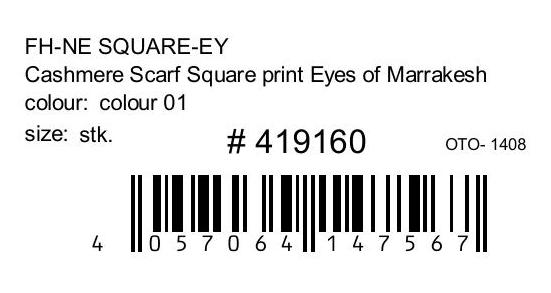 FH-NE SQUARE-EY
Cashmere Scarf Square print Eyes of Marrakesh
colour: colour 01
size: stk.
# 419160
OTO- 1408
4 057064 147567